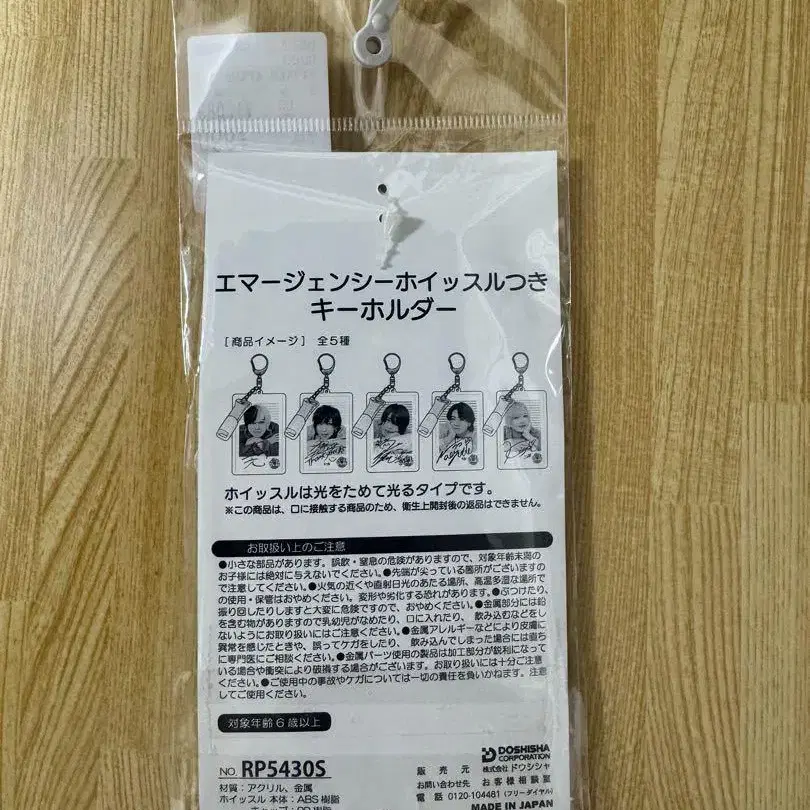 エマージェンシーホイッスルつき
キーホルダー
[商品イメージ] 全5種
ホイッスルは光をためて光るタイプです。
※この商品は、口に接触する商品のため、衛生上開封後の返品はできません。
お取扱い上のご注意
●小さな部品があります。誤飲・窒息の危険がありますので、対象年齢未満の
お子様には絶対に与えないでください。●先端が尖っている箇所がございますの
で注意してください。●火気の近くや直射日光のあたる場所、高温多湿な場所で
の使用・保管はおやめください。変形や劣化する恐れがあります。●ぶつけたり、
振り回したりしますと大変に危険ですので、おやめください。●金属部分には鉛
を含む物がありますので乳幼児がなめたり、口に入れたり、飲み込むなどをし
ないようにお取り扱いにはご注意ください。●金属アレルギーなどにより皮膚に
異常を感じたときや、誤ってケガをしたり、飲み込んでしまった場合には直ち
に専門医にご相談ください。●金属パーツ使用の製品は加工部分が鋭利になって
いる場合や衝突により破損する場合がございます。お取り扱いには十分ご注意
ください。●ご使用中の事故やケガについては一切の責任を負いかねます。注意
してご使用ください。
対象年齢6歳以上
NO. RP5430S
材質:アクリル、金属
ホイッスル 本体:ABS樹脂
DOSHISHA
CORPORATION
販売元 株式会社 ドウシシャ
お問い合わせ先 お客様相談室
電話 0120-104481 (フリーダイヤル)
MADE IN JAPAN